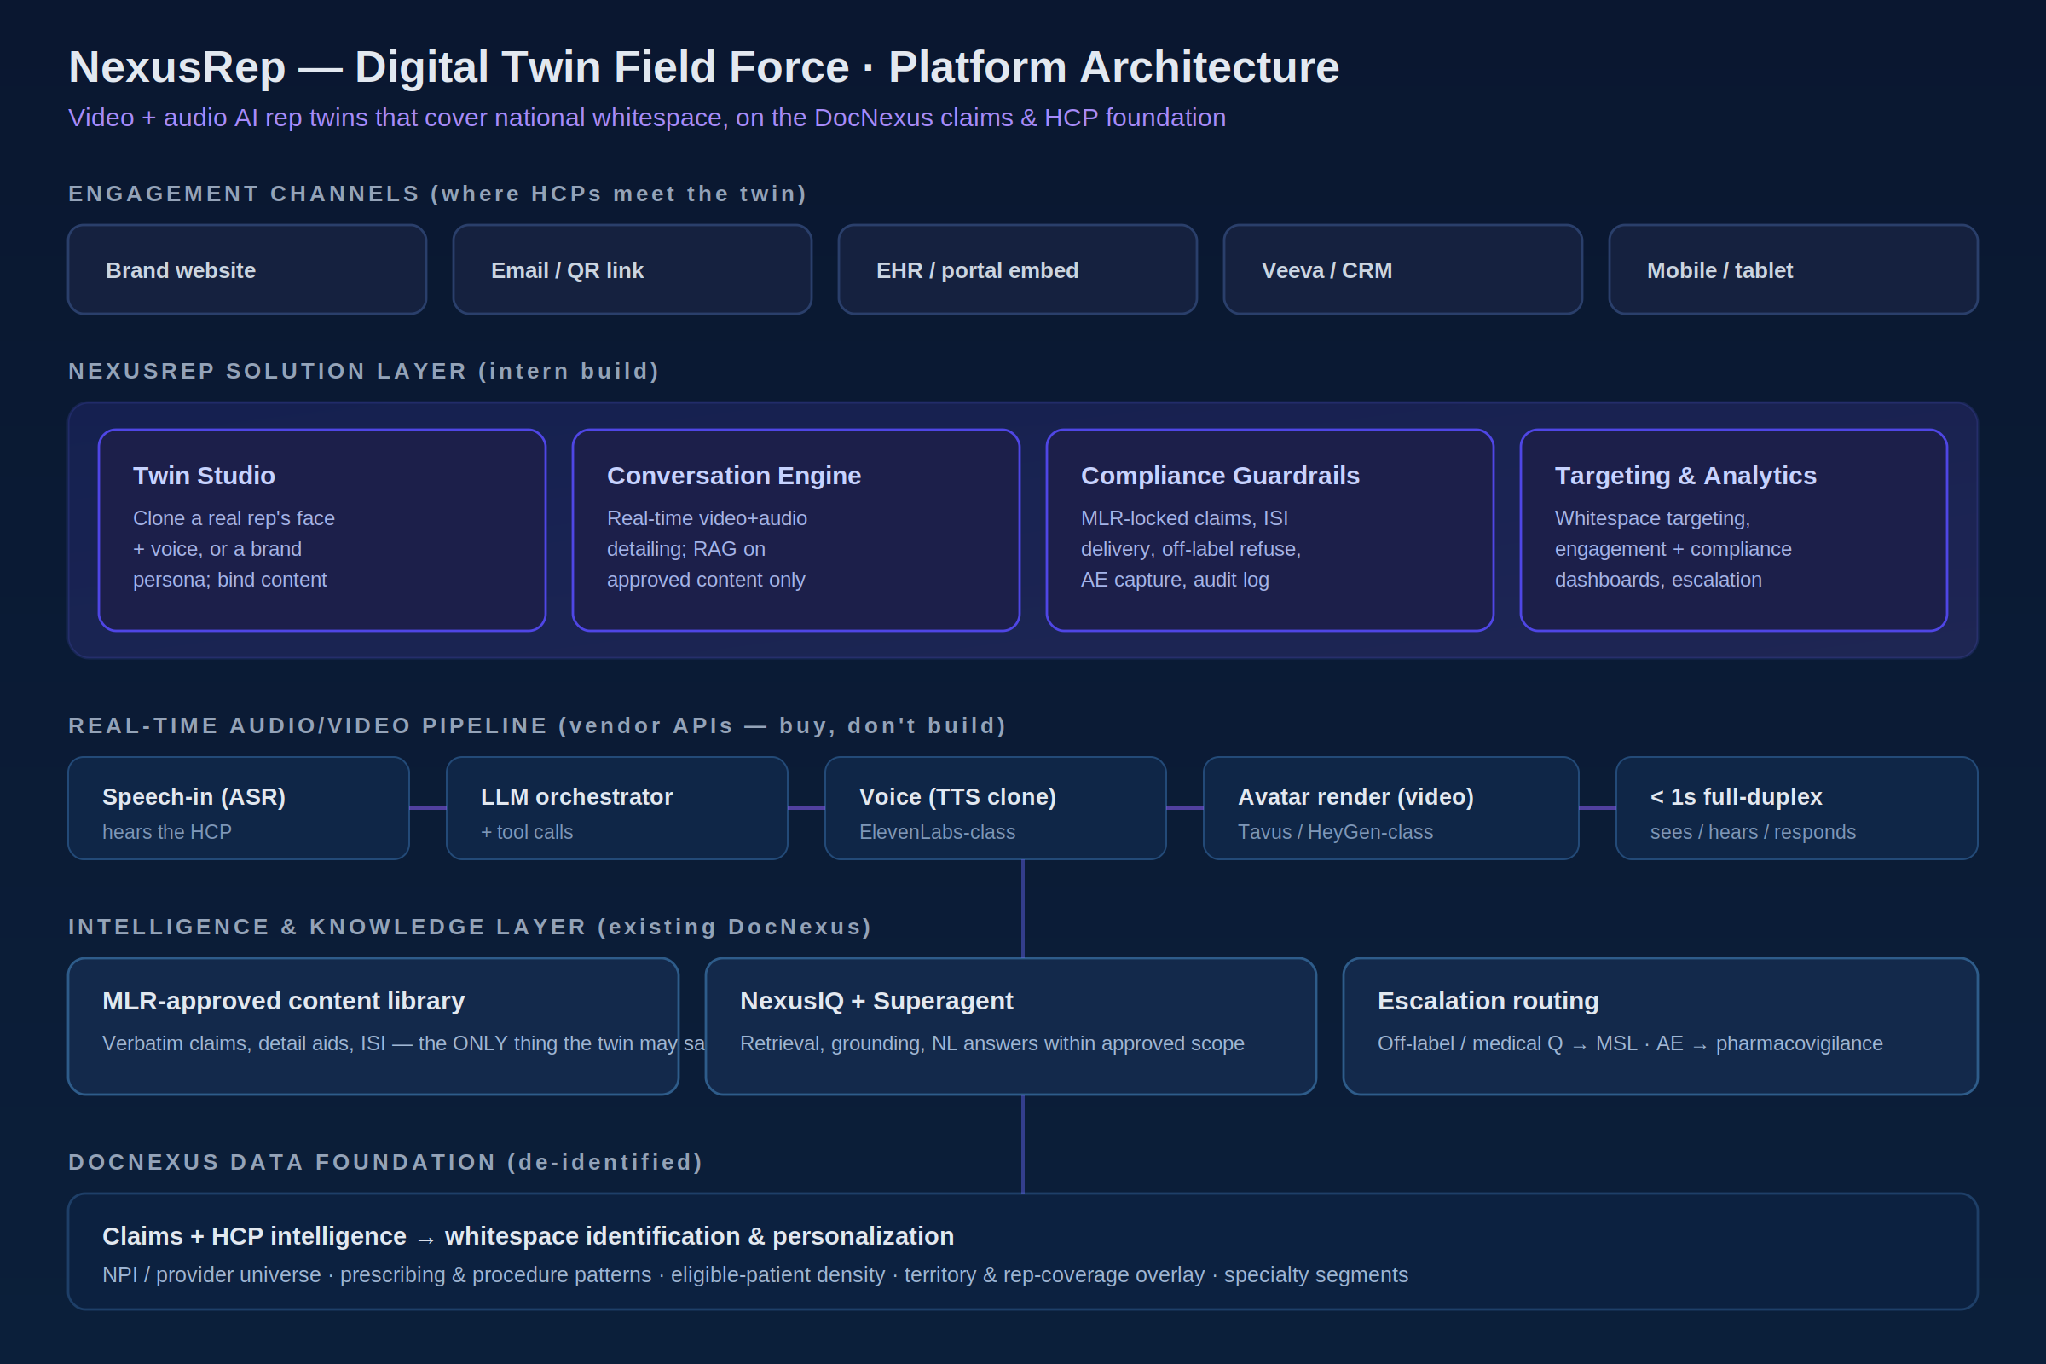 NexusRep — Digital Twin Field Force · Platform Architecture
Video + audio AI rep twins that cover national whitespace, on the DocNexus claims & HCP foundation
ENGAGEMENT CHANNELS (where HCPs meet the twin)
Brand website
Email / QR link
EHR / portal embed
Veeva / CRM
Mobile / tablet
NEXUSREP SOLUTION LAYER (intern build)
Twin Studio
Clone a real rep's face
+ voice, or a brand
persona; bind content
Conversation Engine
Real-time video+audio
detailing; RAG on
approved content only
Compliance Guardrails
MLR-locked claims, ISI
delivery, off-label refuse,
AE capture, audit log
Targeting & Analytics
Whitespace targeting,
engagement + compliance
dashboards, escalation
REAL-TIME AUDIO/VIDEO PIPELINE (vendor APIs — buy, don't build)
Speech-in (ASR)
hears the HCP
LLM orchestrator
+ tool calls
Voice (TTS clone)
ElevenLabs-class
Avatar render (video)
Tavus / HeyGen-class
< 1s full-duplex
sees / hears / responds
INTELLIGENCE & KNOWLEDGE LAYER (existing DocNexus)
MLR-approved content library
Verbatim claims, detail aids, ISI — the ONLY thing the twin may sa
NexusIQ + Superagent
Retrieval, grounding, NL answers within approved scope
Escalation routing
Off-label / medical Q → MSL · AE → pharmacovigilance
DOCNEXUS DATA FOUNDATION (de-identified)
Claims + HCP intelligence → whitespace identification & personalization
NPI / provider universe · prescribing & procedure patterns · eligible-patient density · territory & rep-coverage overlay · specialty segments